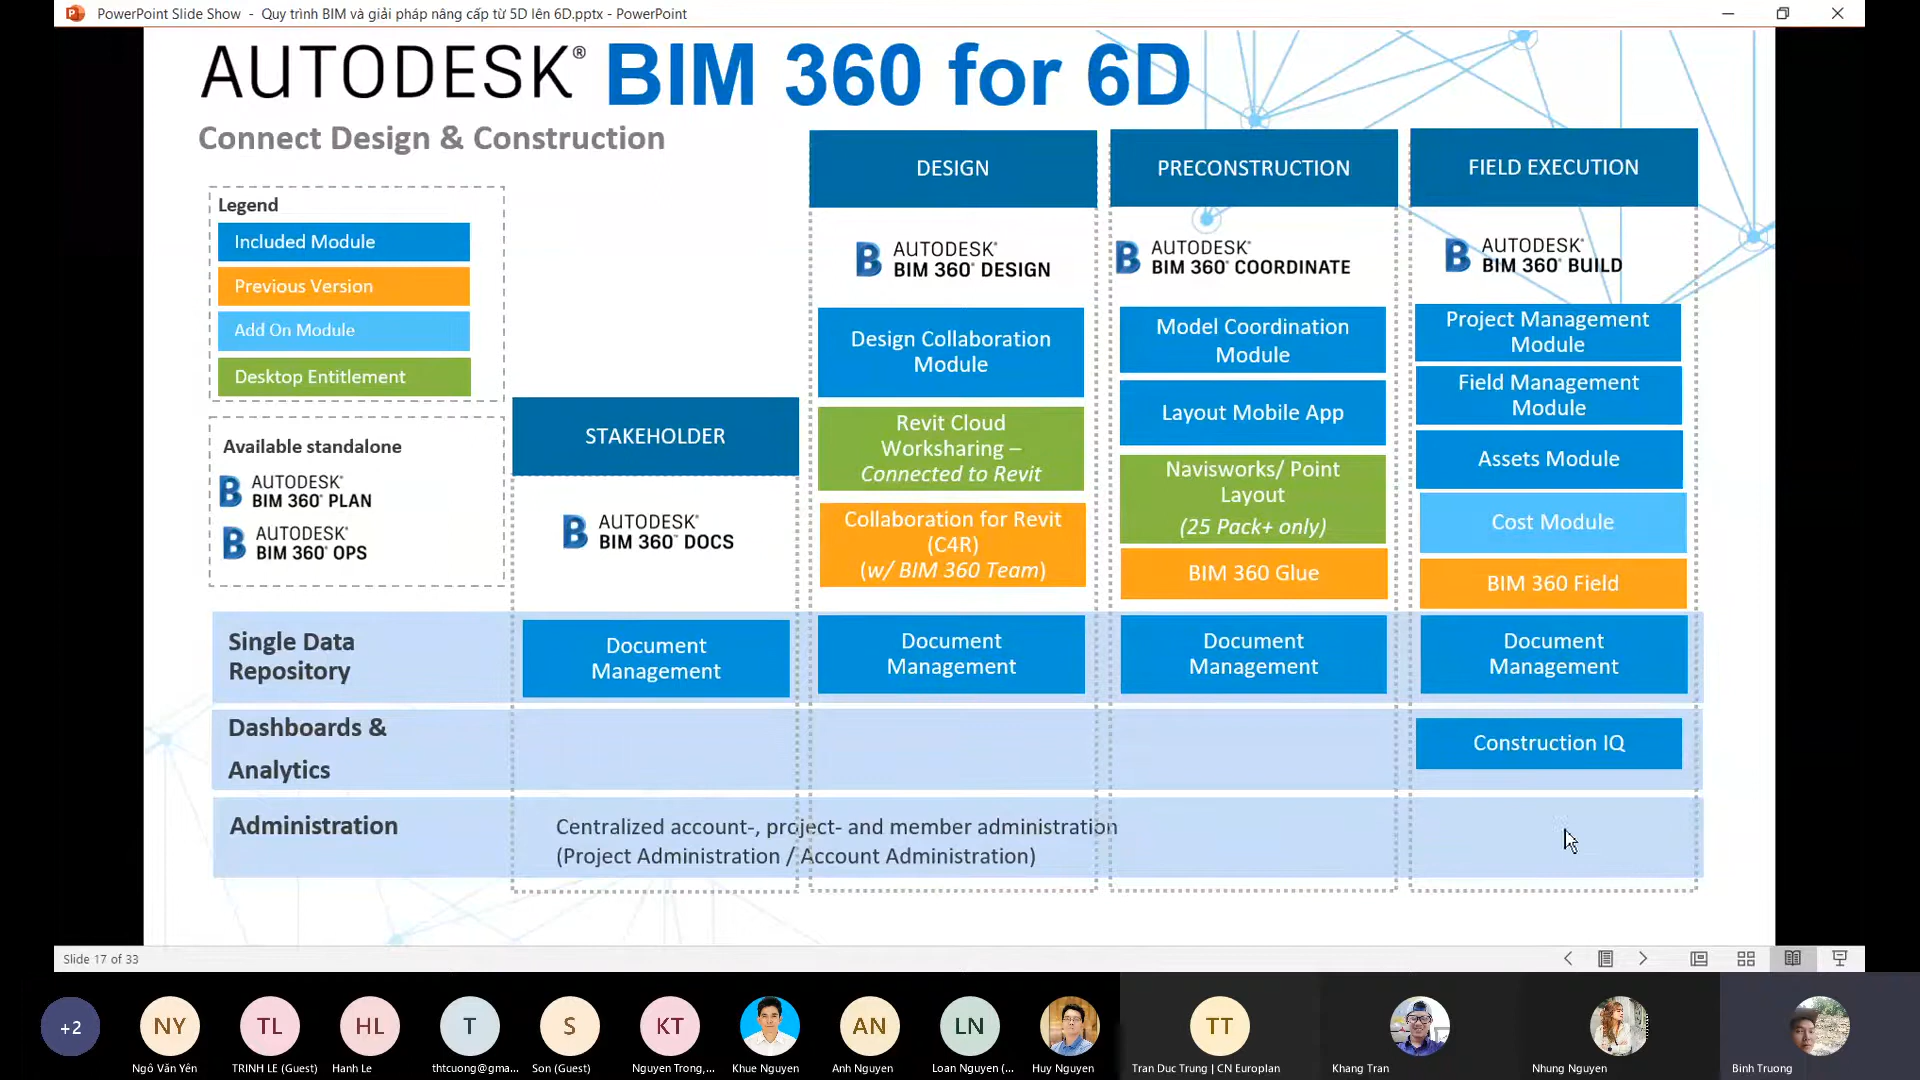 PowerPoint Slide Show - Quy trình BIM và giải pháp nâng cấp từ 5D lên 6D.pptx - PowerPoint
AUTODESK® BIM 360 for 6D
Connect Design & Construction
Legend
Included Module
Previous Version
Add On Module
Desktop Entitlement
Available standalone
AUTODESK®
BIM 360® PLAN
AUTODESK®
BIM 360® OPS
STAKEHOLDER
AUTODESK®
BIM 360™ DOCS
DESIGN
AUTODESK®
BIM 360® DESIGN
Design Collaboration
Module
Revit Cloud
Worksharing –
Connected to Revit
Collaboration for Revit
(C4R)
(w/ BIM 360 Team)
PRECONSTRUCTION
AUTODESK®
BIM 360® COORDINATE
Model Coordination
Module
Layout Mobile App
Navisworks/ Point
Layout
(25 Pack+ only)
BIM 360 Glue
FIELD EXECUTION
AUTODESK®
BIM 360® BUILD
Project Management
Module
Field Management
Module
Assets Module
Cost Module
BIM 360 Field
Single Data
Repository
Document
Management
Document
Management
Document
Management
Document
Management
Dashboards &
Analytics
Construction IQ
Administration
Centralized account-, project- and member administration
(Project Administration / Account Administration)
Slide 17 of 33
+2
NY
TL
HL
T
S
KT
AN
LN
TT
Ngô Văn Yên
TRINH LE (Guest)
Hanh Le
thtcuong@gma...
Son (Guest)
Nguyen Trong,...
Khue Nguyen
Anh Nguyen
Loan Nguyen (...
Huy Nguyen
Tran Duc Trung | CN Europlan
Khang Tran
Nhung Nguyen
Binh Truong